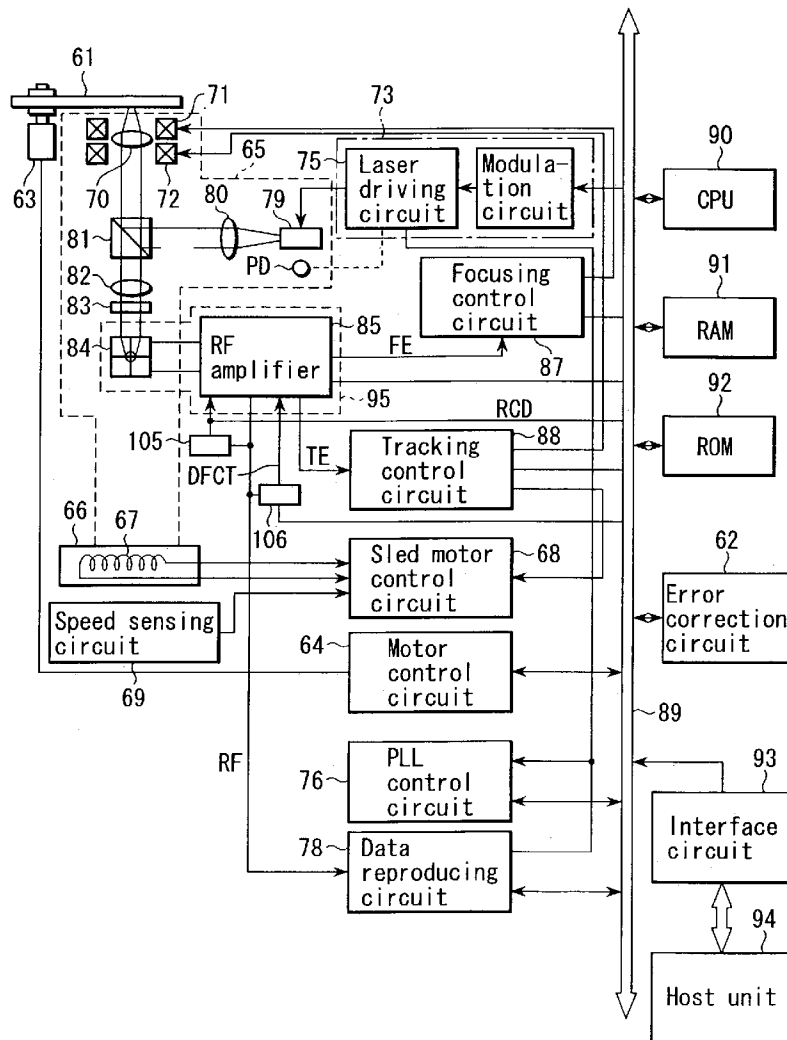 61
71
73
63
70
72
65
75
Laser
driving
circuit
Modula-
tion
circuit
90
CPU
81
80
79
PD
82
83
84
85
RF
amplifier
FE
Focusing
control
circuit
87
91
RAM
95
RCD
92
ROM
105
DFCT
TE
88
Tracking
control
circuit
106
66
67
Sled motor
control
circuit
68
62
Error
correction
circuit
Speed sensing
circuit
69
64
Motor
control
circuit
89
RF
76
PLL
control
circuit
93
Interface
circuit
78
Data
reproducing
circuit
94
Host unit